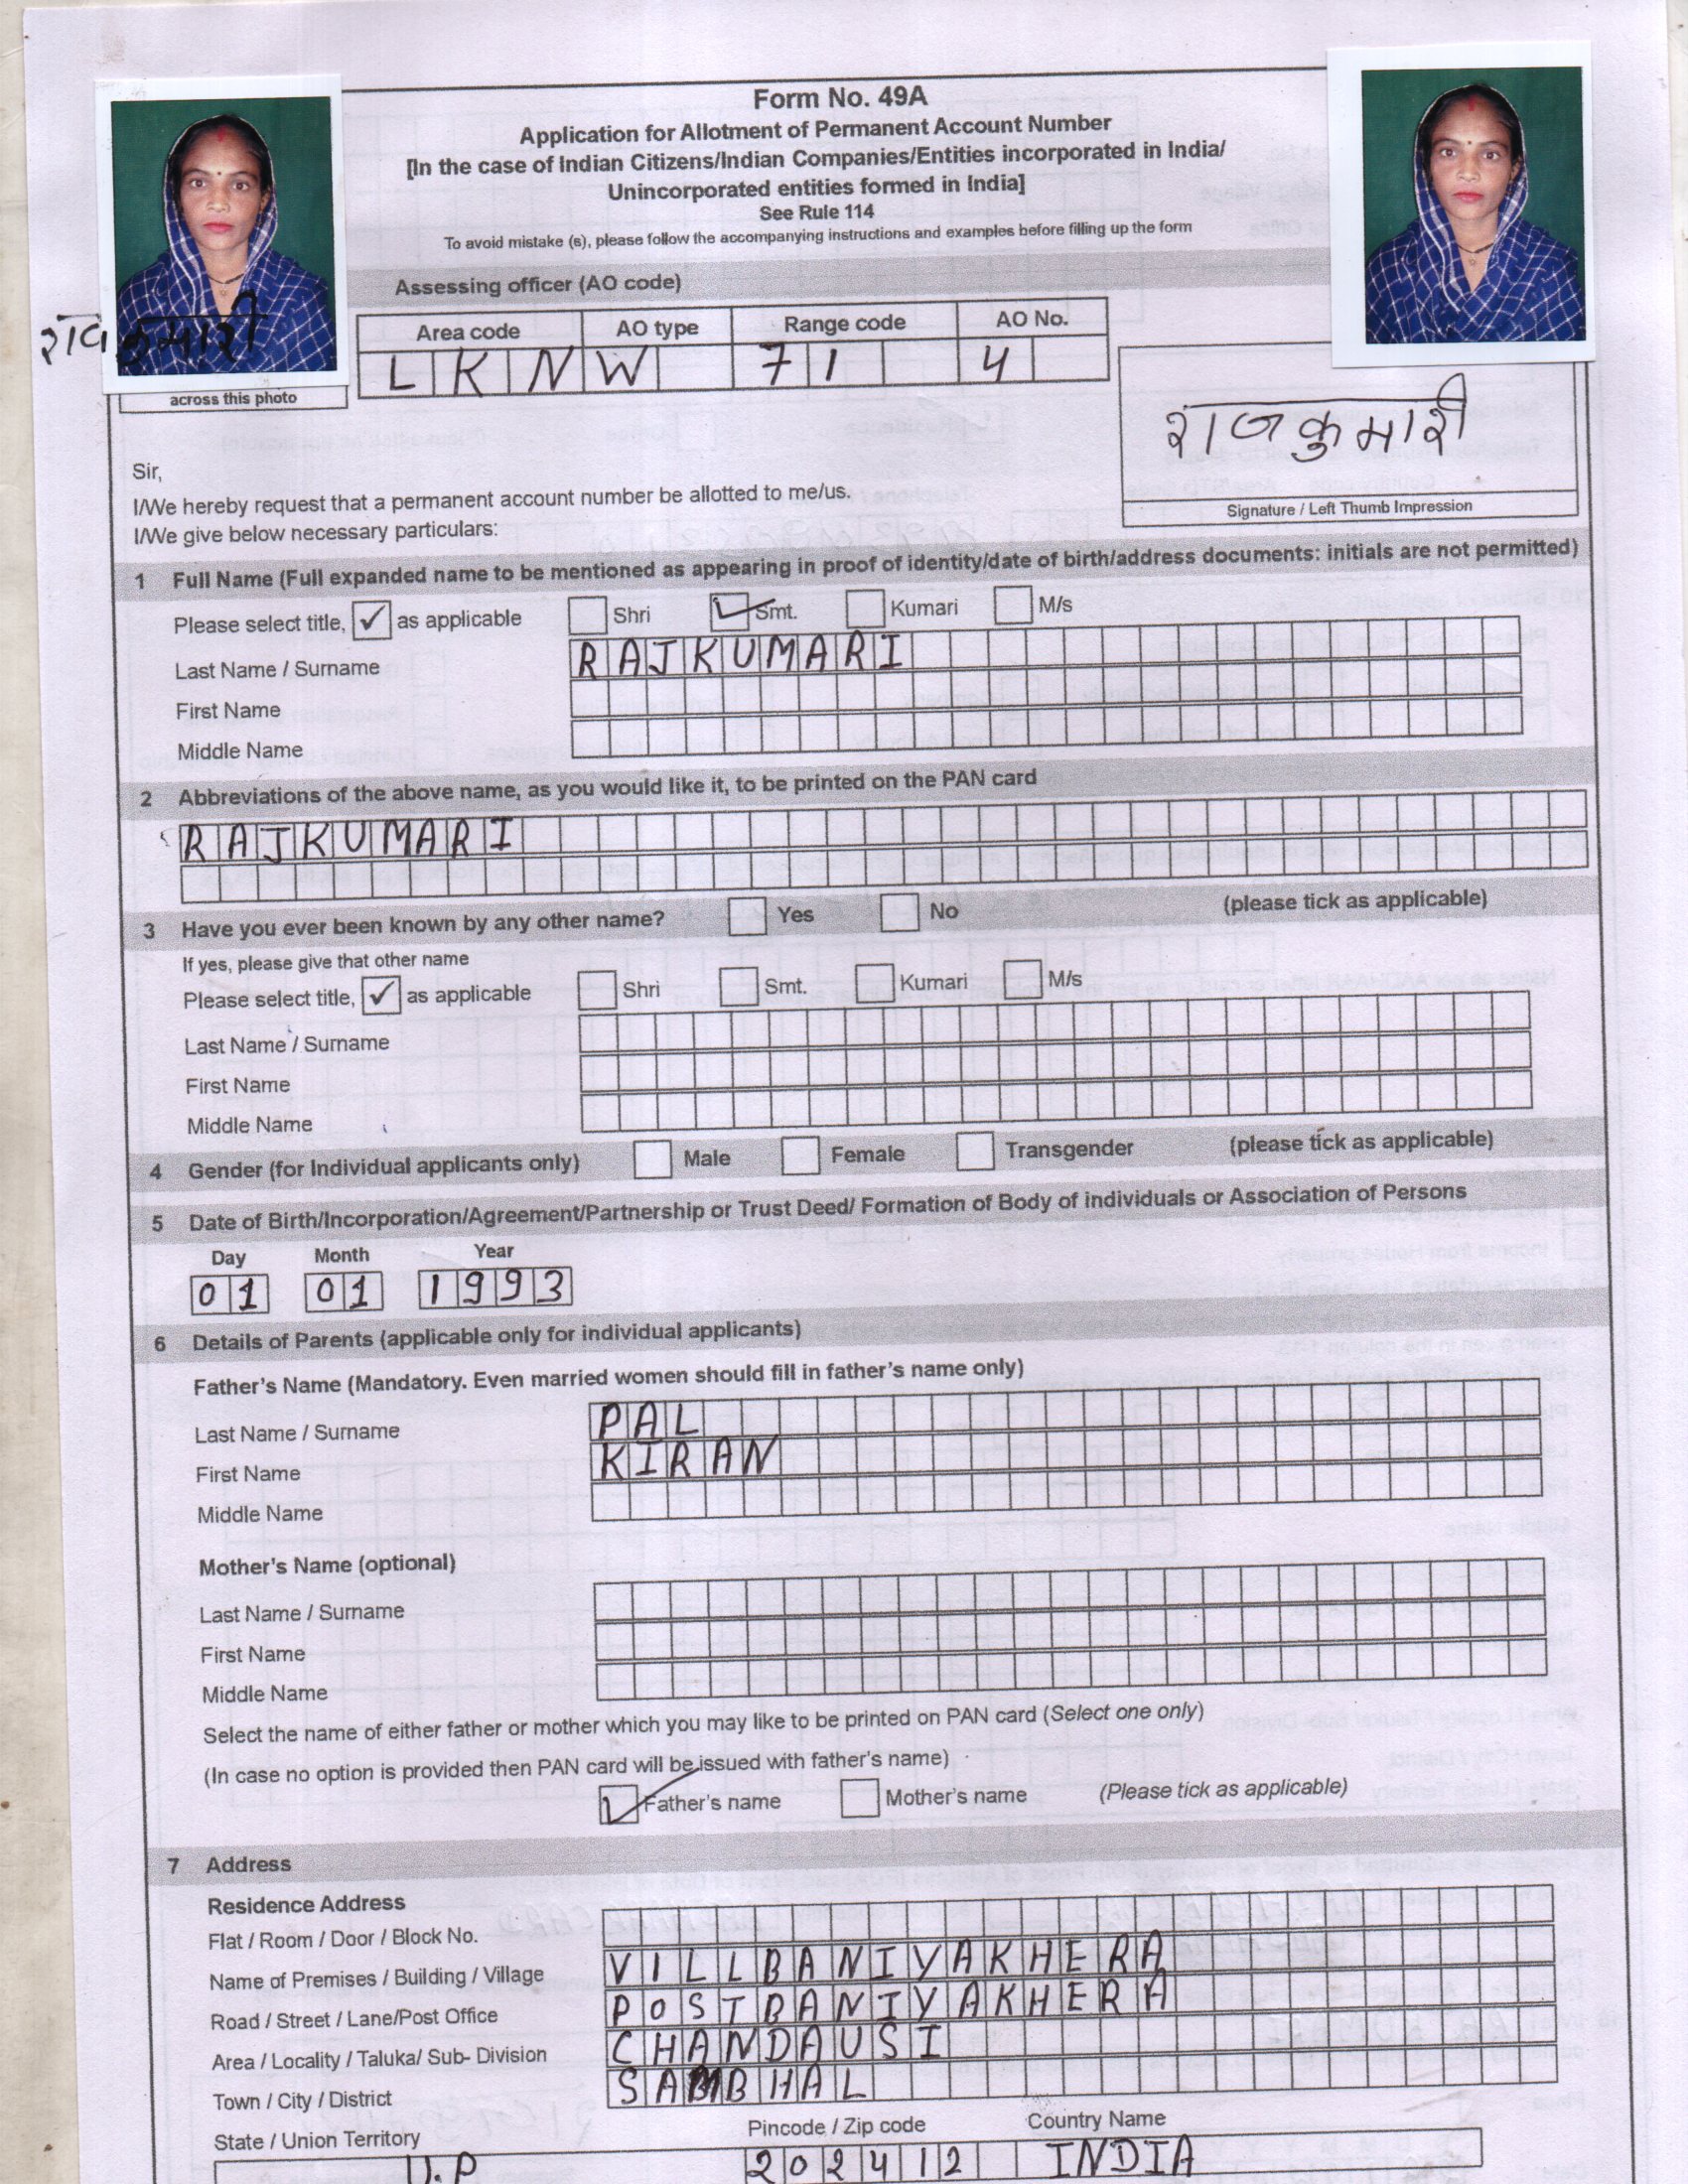 Form No. 49A
Application for Allotment of Permanent Account Number
[In the case of Indian Citizens/Indian Companies/Entities incorporated in India/
Unincorporated entities formed in India]
See Rule 114
To avoid mistake (s), please follow the accompanying instructions and examples before filling up the form
Assessing officer (AO code)
Area code AO type Range code AO No.
LKN W 71 4
राजकुमारी
across this photo
राजकुमारी
Signature / Left Thumb Impression
Sir,
I/We hereby request that a permanent account number be allotted to me/us.
I/We give below necessary particulars:
1 Full Name (Full expanded name to be mentioned as appearing in proof of identity/date of birth/address documents: initials are not permitted)
Please select title, ✓ as applicable Shri ✓ Smt. Kumari M/s
Last Name / Surname RAJKUMARI
First Name
Middle Name
2 Abbreviations of the above name, as you would like it, to be printed on the PAN card
RAJKUMARI
3 Have you ever been known by any other name? Yes No (please tick as applicable)
If yes, please give that other name
Please select title, ✓ as applicable Shri Smt. Kumari M/s
Last Name / Surname
First Name
Middle Name
4 Gender (for Individual applicants only) Male Female Transgender (please tick as applicable)
5 Date of Birth/Incorporation/Agreement/Partnership or Trust Deed/ Formation of Body of individuals or Association of Persons
Day Month Year
01 01 1993
6 Details of Parents (applicable only for individual applicants)
Father's Name (Mandatory. Even married women should fill in father's name only)
Last Name / Surname PAL
First Name KIRAN
Middle Name
Mother's Name (optional)
Last Name / Surname
First Name
Middle Name
Select the name of either father or mother which you may like to be printed on PAN card (Select one only)
(In case no option is provided then PAN card will be issued with father's name)
✓ Father's name Mother's name (Please tick as applicable)
7 Address
Residence Address
Flat / Room / Door / Block No.
Name of Premises / Building / Village VILLBANIYAKHERA
Road / Street / Lane/Post Office POSTBANIYAKHERA
Area / Locality / Taluka/ Sub- Division CHANDAUSI
Town / City / District SAMBHAL
State / Union Territory Pincode / Zip code Country Name
U.P 202412 INDIA